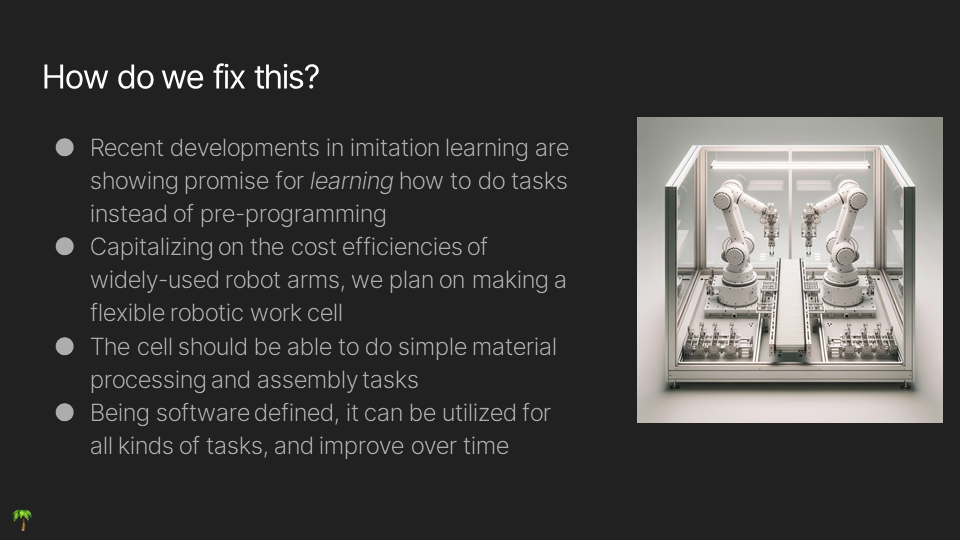 How do we fix this?
● Recent developments in imitation learning are
showing promise for learning how to do tasks
instead of pre-programming
● Capitalizing on the cost efficiencies of
widely-used robot arms, we plan on making a
flexible robotic work cell
● The cell should be able to do simple material
processing and assembly tasks
● Being software defined, it can be utilized for
all kinds of tasks, and improve over time